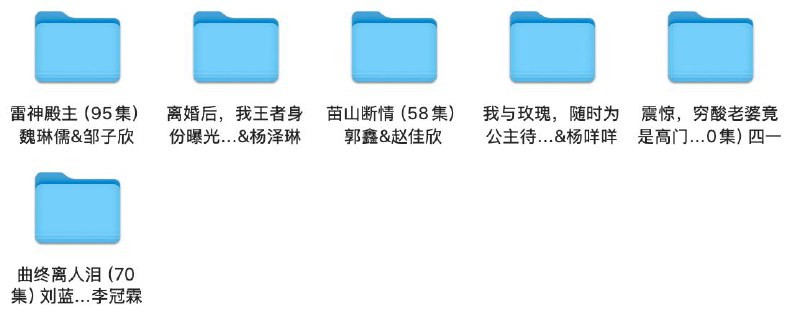 雷神殿主（95集）
魏琳儒&邹子欣
离婚后，我王者身
份曝光...&杨泽琳
苗山断情（58集）
郭鑫&赵佳欣
我与玫瑰，随时为
公主待...&杨咩咩
震惊，穷酸老婆竟
是高门...0集) 四一
曲终离人泪（70
集）刘蓝...李冠霖